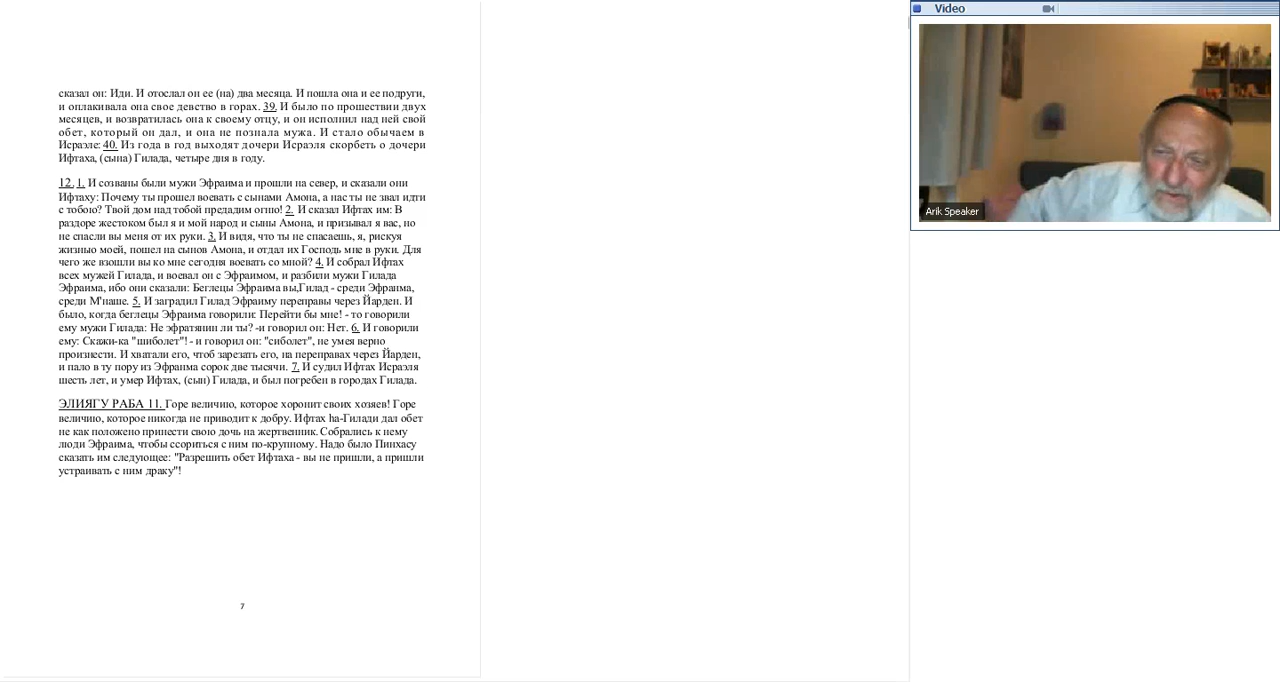 сказал он: Иди. И отослал он ее (на) два месяца. И пошла она и ее подруги,
и оплакивала она свое девство в горах. 39. И было по прошествии двух
месяцев, и возвратилась она к своему отцу, и он исполнил над ней свой
обет, который он дал, и она не познала мужа. И стало обычаем в
Исраэле: 40. Из года в год выходят дочери Исраэля скорбеть о дочери
Ифтаха, (сына) Гилада, четыре дня в году.
12. 1. И созваны были мужи Эфраима и прошли на север, и сказали они
Ифтаху: Почему ты прошел воевать с сынами Амона, а нас ты не звал идти
с тобою? Твой дом над тобой предадим огню! 2. И сказал Ифтах им: В
раздоре жестоком был я и мой народ и сыны Амона, и призывал я вас, но
не спасли вы меня от их руки. 3. И видя, что ты не спасаешь, я, рискуя
жизнью моей, пошел на сынов Амона, и отдал их Господь мне в руки. Для
чего же взошли вы ко мне сегодня воевать со мной? 4. И собрал Ифтах
всех мужей Гилада, и воевал он с Эфраимом, и разбили мужи Гилада
Эфраима, ибо они сказали: Беглецы Эфраима вы,Гилад - среди Эфраима,
среди М'наше. 5. И заградил Гилад Эфраиму переправы через Йарден. И
было, когда беглецы Эфраима говорили: Перейти бы мне! - то говорили
ему мужи Гилада: Не эфратянин ли ты? -и говорил он: Нет. 6. И говорили
ему: Скажи-ка "шиболет"! - и говорил он: "сиболет", не умея верно
произнести. И хватали его, чтоб зарезать его, на переправах через Йарден,
и пало в ту пору из Эфраима сорок две тысячи. 7. И судил Ифтах Исраэля
шесть лет, и умер Ифтах, (сын) Гилада, и был погребен в городах Гилада.
ЭЛИЯГУ РАБА 11. Горе величию, которое хоронит своих хозяев! Горе
величию, которое никогда не приводит к добру. Ифтах ha-Гилади дал обет
не как положено принести свою дочь на жертвенник. Собрались к нему
люди Эфраима, чтобы ссориться с ним по-крупному. Надо было Пинхасу
сказать им следующее: "Разрешить обет Ифтаха - вы не пришли, а пришли
устраивать с ним драку"!
7
Video
Arik Speaker